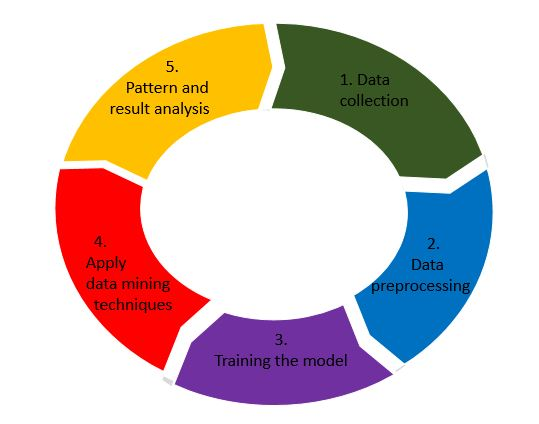 1. Data
collection
2.
Data
preprocessing
3.
Training the model
4.
Apply
data mining
techniques
5.
Pattern and
result analysis